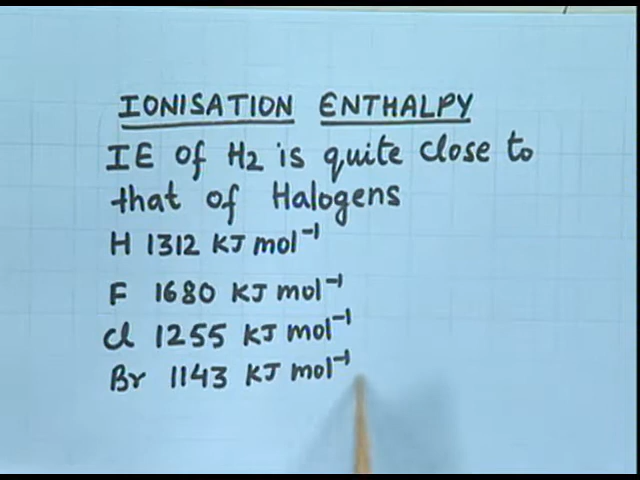 IONISATION ENTHALPY
IE of H2 is quite close to
that of Halogens
H 1312 KJ mol⁻¹
F 1680 KJ mol⁻¹
Cl 1255 KJ mol⁻¹
Br 1143 KJ mol⁻¹